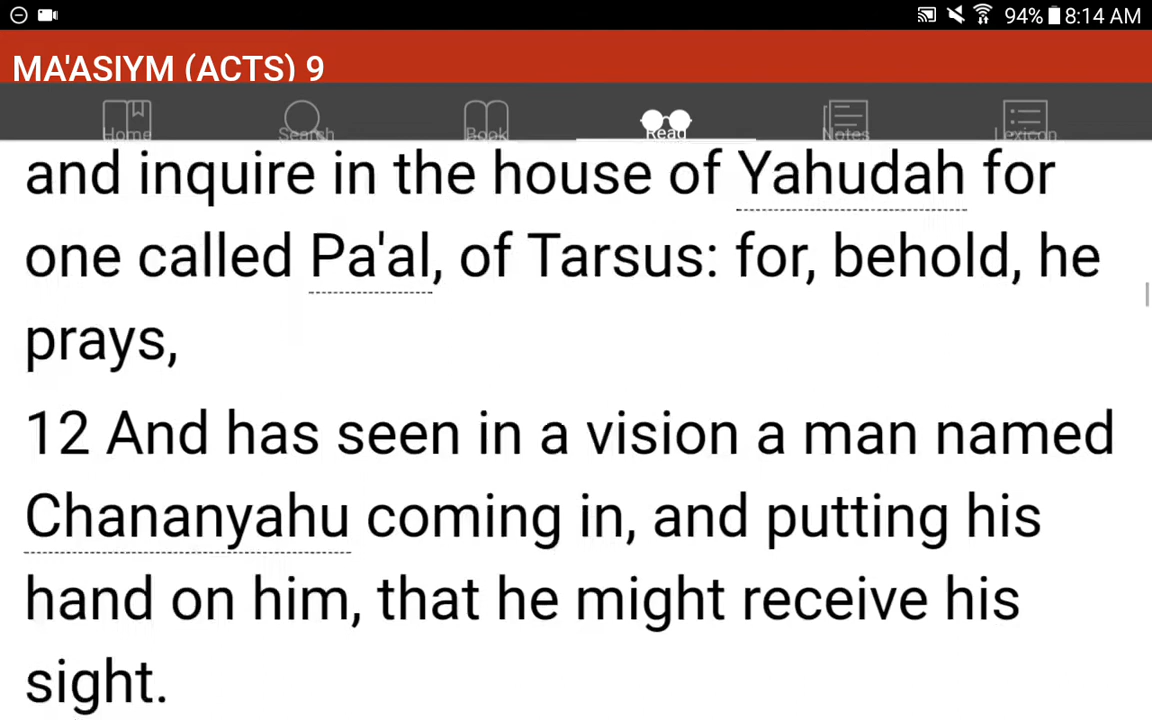 94% 8:14 AM
MA'ASIYM (ACTS) 9
Home Search Book Read Notes Lexicon
and inquire in the house of Yahudah for
one called Pa'al, of Tarsus: for, behold, he
prays,
12 And has seen in a vision a man named
Chananyahu coming in, and putting his
hand on him, that he might receive his
sight.